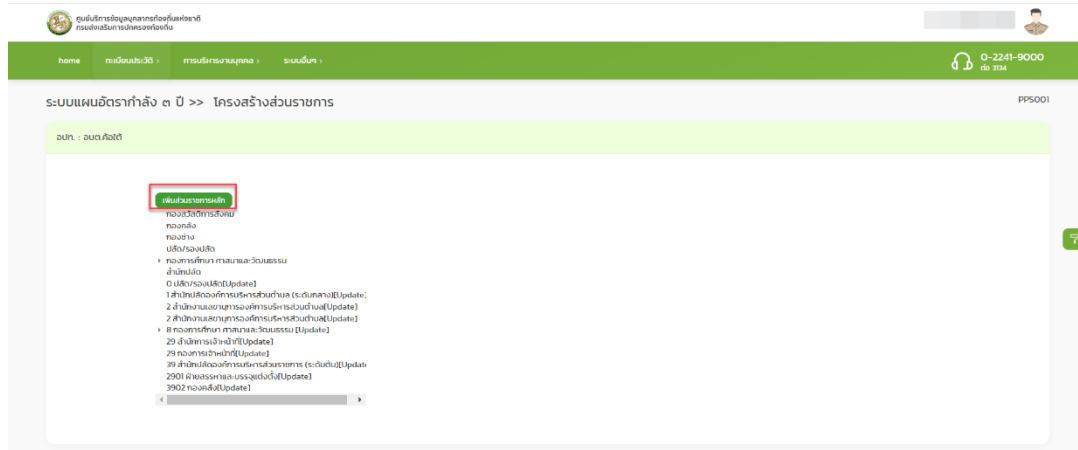 ศูนย์บริการข้อมูลบุคลากรท้องถิ่นแห่งชาติ
กรมส่งเสริมการปกครองท้องถิ่น
home ทะเบียนประวัติ › การบริหารงานบุคคล › ระบบอื่นๆ ›
0-2241-9000
ต่อ 3134
ระบบแผนอัตรากำลัง ๓ ปี >> โครงสร้างส่วนราชการ
PPS001
อปท. : อบต.ค้อใต้
เพิ่มส่วนราชการหลัก
กองสวัสดิการสังคม
กองคลัง
กองช่าง
ปลัด/รองปลัด
กองการศึกษา ศาสนาและวัฒนธรรม
สำนักปลัด
0 ปลัด/รองปลัด[Update]
1 สำนักปลัดองค์การบริหารส่วนตำบล (ระดับกลาง)[Update]
2 สำนักงานเลขานุการองค์การบริหารส่วนตำบล[Update]
2 สำนักงานเลขานุการองค์การบริหารส่วนตำบล[Update]
8 กองการศึกษา ศาสนาและวัฒนธรรม [Update]
29 สำนักการเจ้าหน้าที่[Update]
29 กองการเจ้าหน้าที่[Update]
39 สำนักปลัดองค์การบริหารส่วนราชการ (ระดับต้น)[Updat
2901 ฝ่ายสรรหาและบรรจุแต่งตั้ง[Update]
3902 กองคลัง[Update]